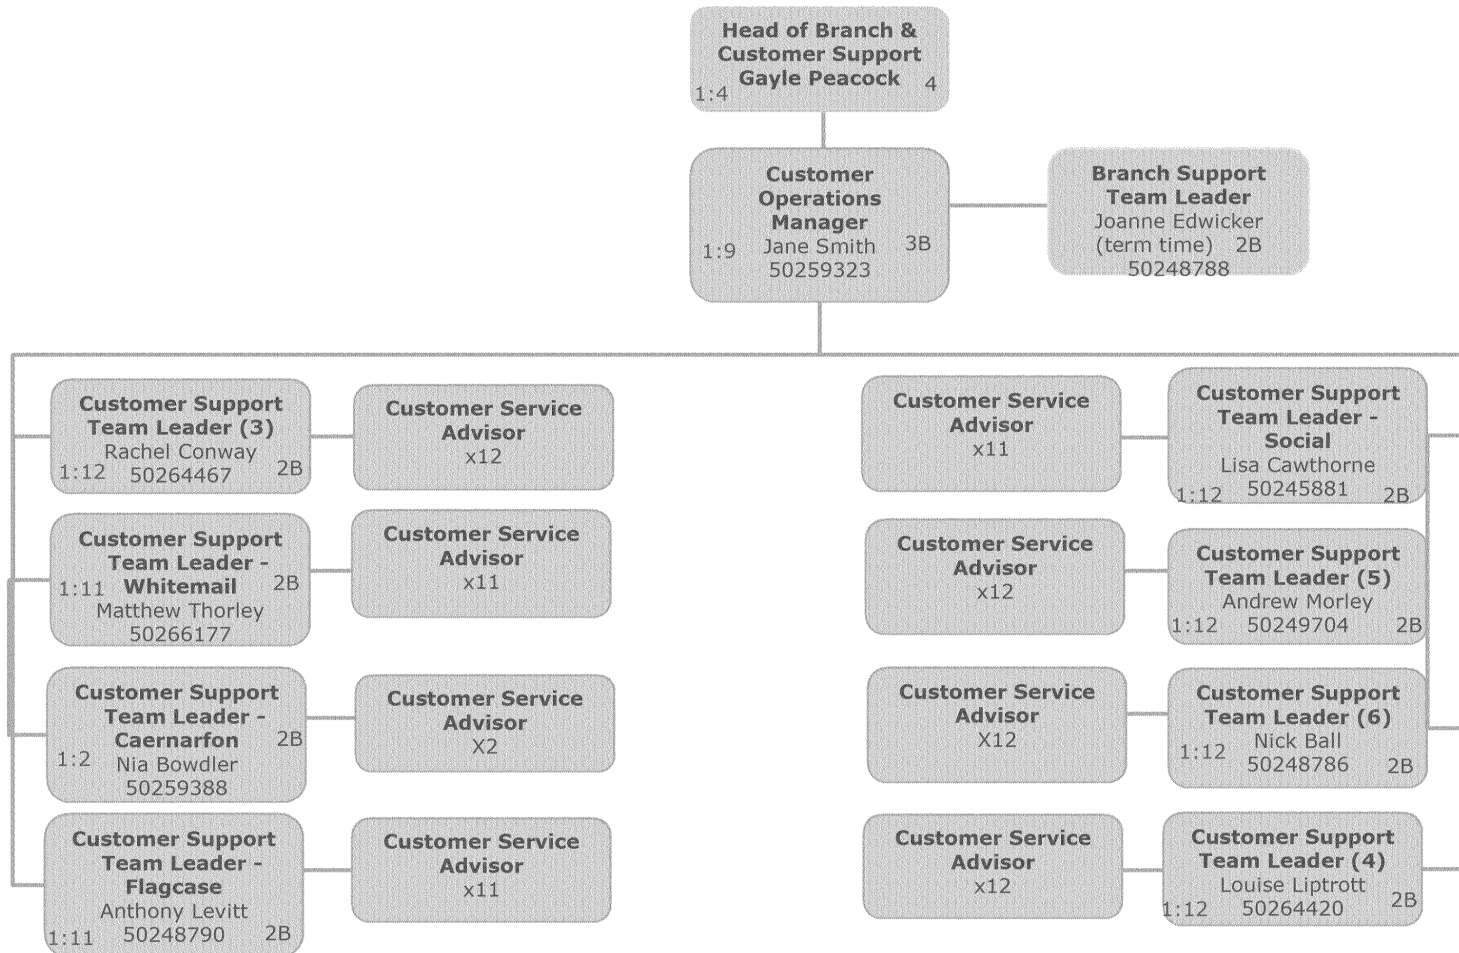 Head of Branch &
Customer Support
Gayle Peacock
1:4
4
Customer
Operations
Manager
1:9 Jane Smith 3B
50259323
Branch Support
Team Leader
Joanne Edwicker
(term time) 2B
50248788
Customer Support
Team Leader (3)
Rachel Conway
1:12 50264467 2B
Customer Service
Advisor
x12
Customer Support
Team Leader -
1:11 Whitemail 2B
Matthew Thorley
50266177
Customer Service
Advisor
x11
Customer Support
Team Leader -
Caernarfon 2B
1:2 Nia Bowdler
50259388
Customer Service
Advisor
X2
Customer Support
Team Leader -
Flagcase
Anthony Levitt
1:11 50248790 2B
Customer Service
Advisor
x11
Customer Service
Advisor
x11
Customer Support
Team Leader -
Social
Lisa Cawthorne
1:12 50245881 2B
Customer Service
Advisor
x12
Customer Support
Team Leader (5)
Andrew Morley
1:12 50249704 2B
Customer Service
Advisor
X12
Customer Support
Team Leader (6)
Nick Ball
1:12 50248786 2B
Customer Service
Advisor
x12
Customer Support
Team Leader (4)
Louise Liptrott
1:12 50264420 2B